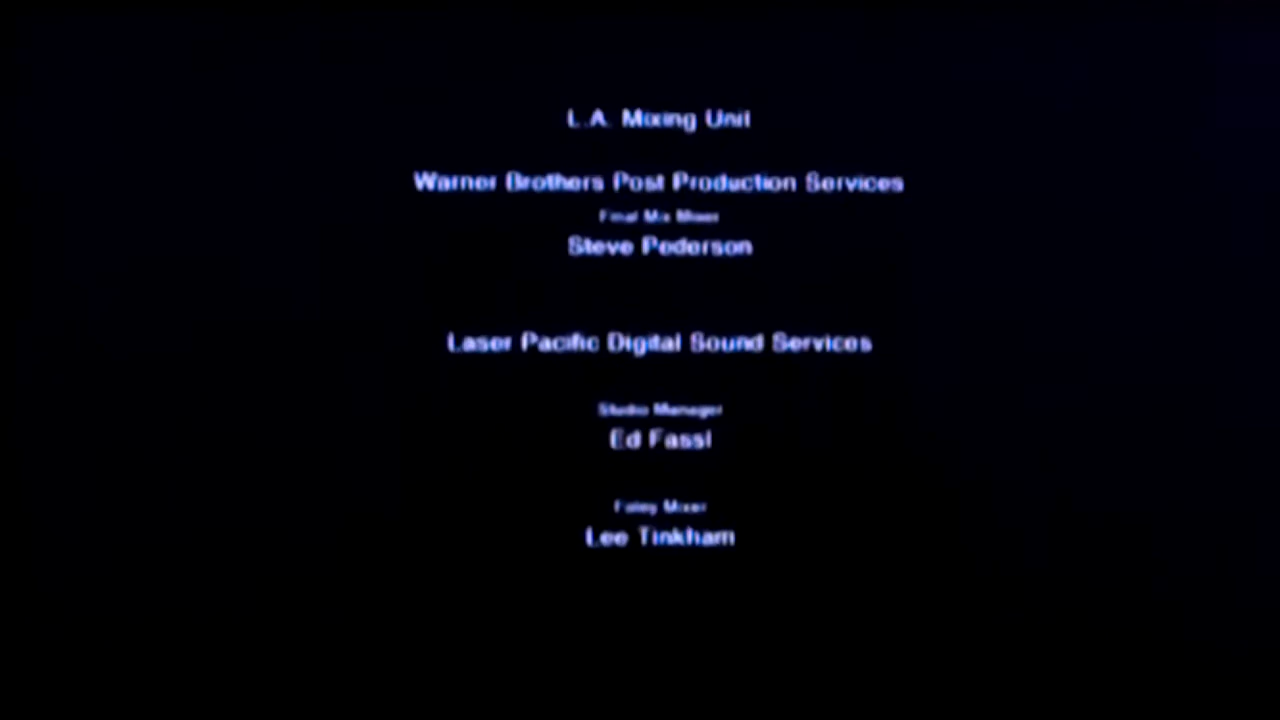 L.A. Mixing Unit
Warner Brothers Post Production Services
Final Mix Mixer
Steve Pederson
Laser Pacific Digital Sound Services
Studio Manager
Ed Fassl
Foley Mixer
Lee Tinkham